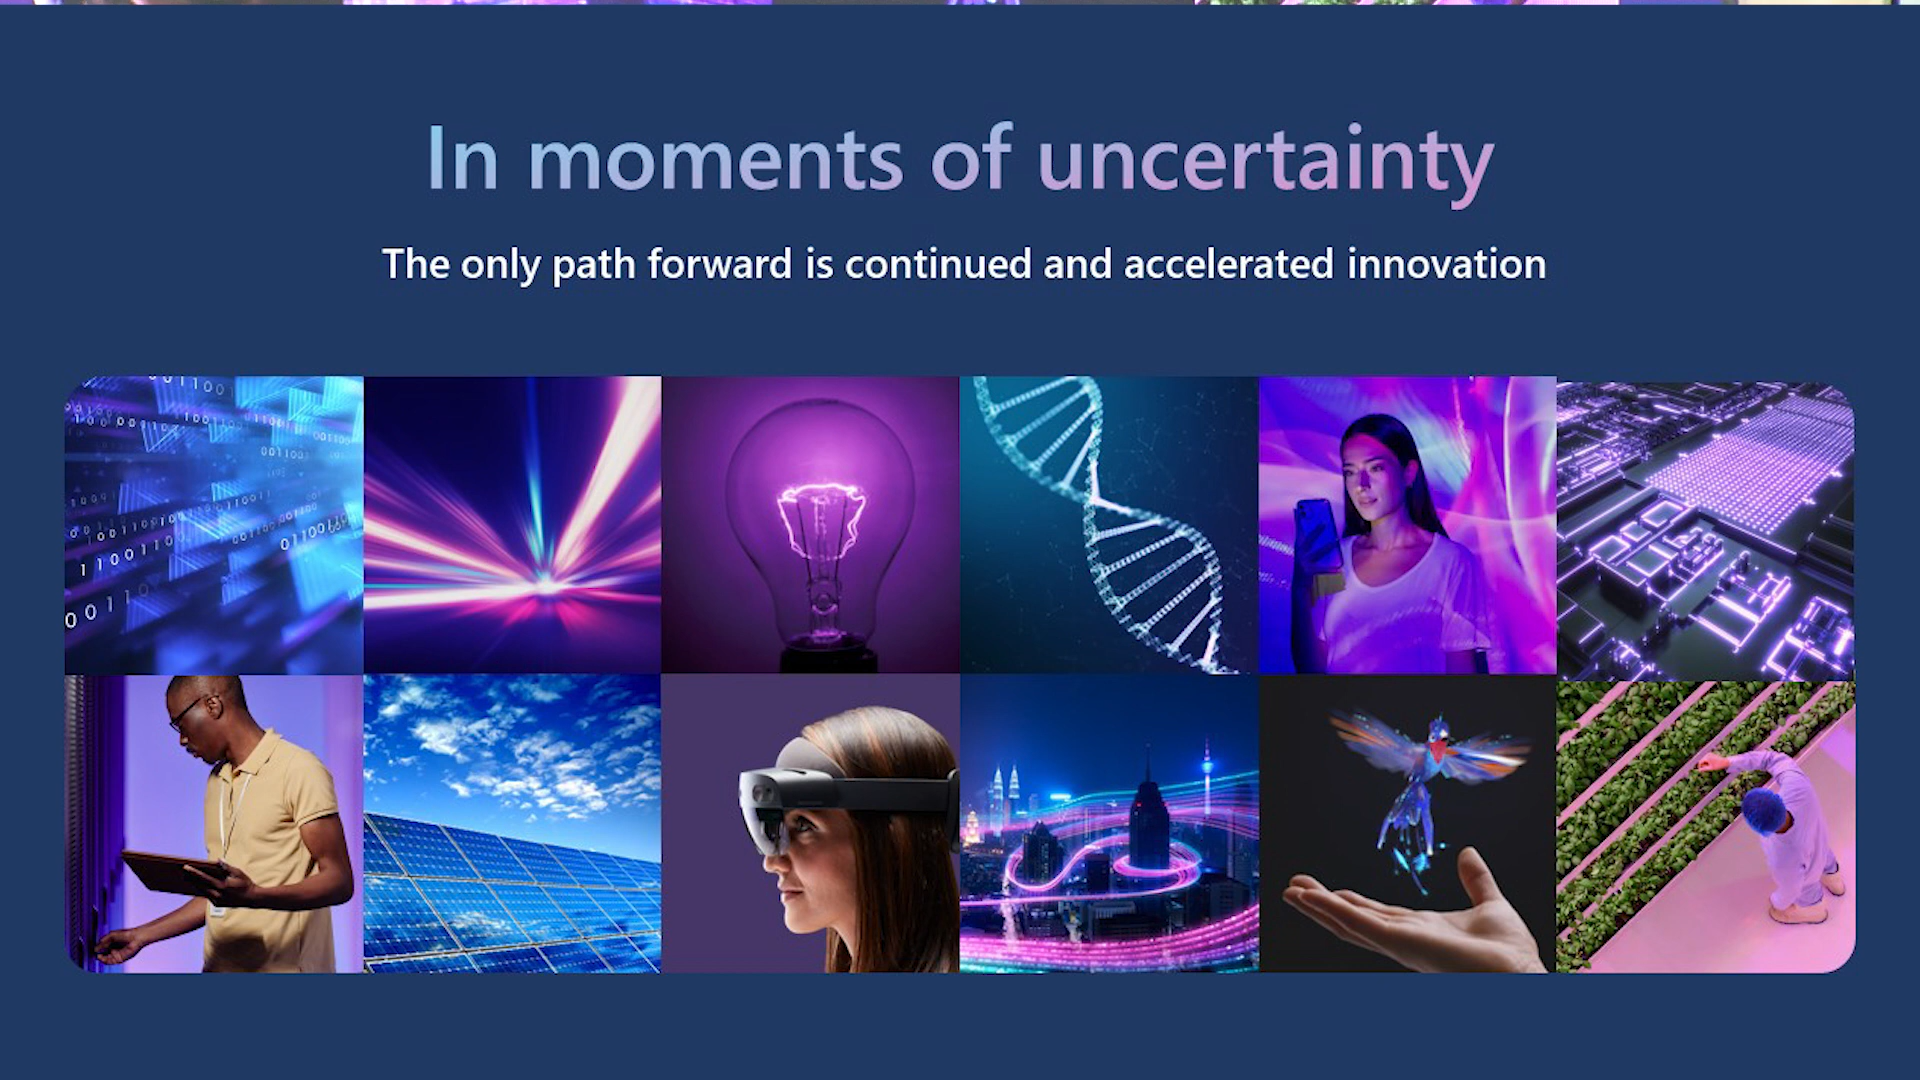 In moments of uncertainty
The only path forward is continued and accelerated innovation